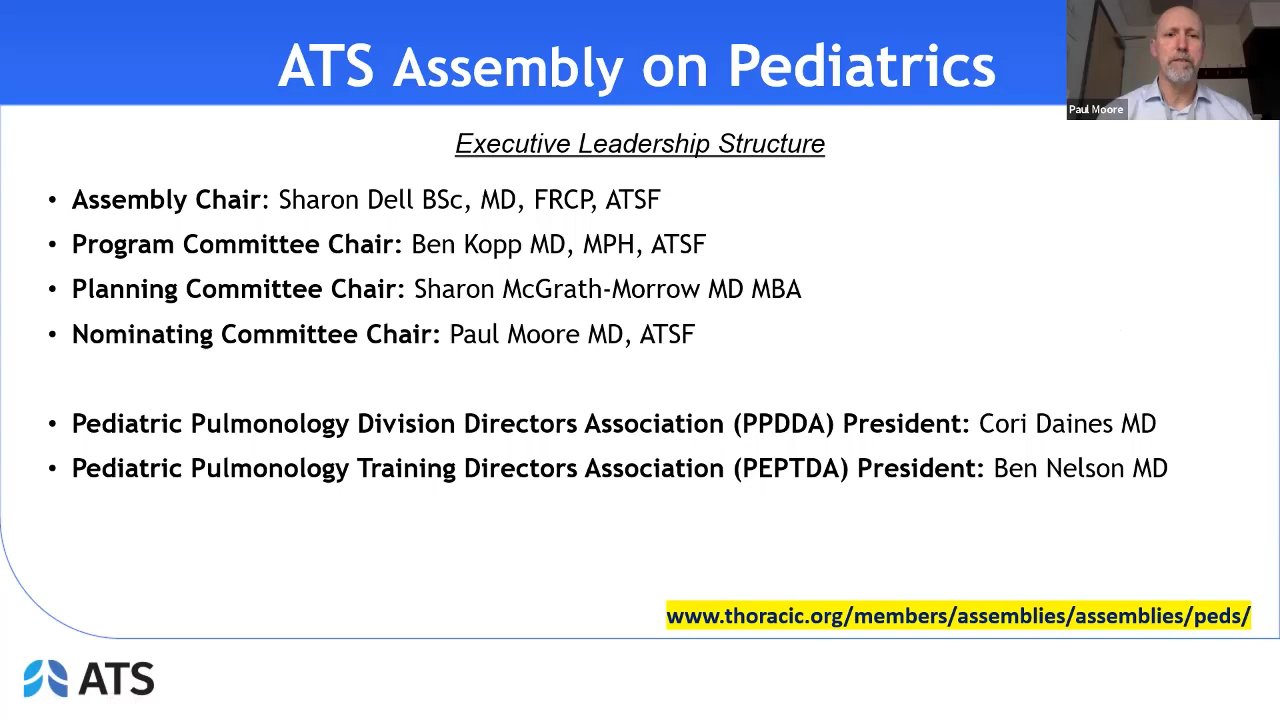 ATS Assembly on Pediatrics
Paul Moore
Executive Leadership Structure
• Assembly Chair: Sharon Dell BSc, MD, FRCP, ATSF
• Program Committee Chair: Ben Kopp MD, MPH, ATSF
• Planning Committee Chair: Sharon McGrath-Morrow MD MBA
• Nominating Committee Chair: Paul Moore MD, ATSF
• Pediatric Pulmonology Division Directors Association (PPDDA) President: Cori Daines MD
• Pediatric Pulmonology Training Directors Association (PEPTDA) President: Ben Nelson MD
www.thoracic.org/members/assemblies/assemblies/peds/
ATS